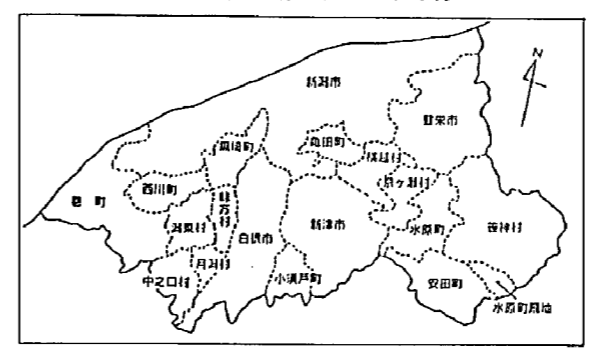 N
新潟市
豊栄市
黒埼町
亀田町
横越村
京ヶ瀬村
西川町
巻町
味方村
潟東村
白根市
新津市
水原町
笹神村
月潟村
中之口村
小須戸町
安田町
水原町飛地